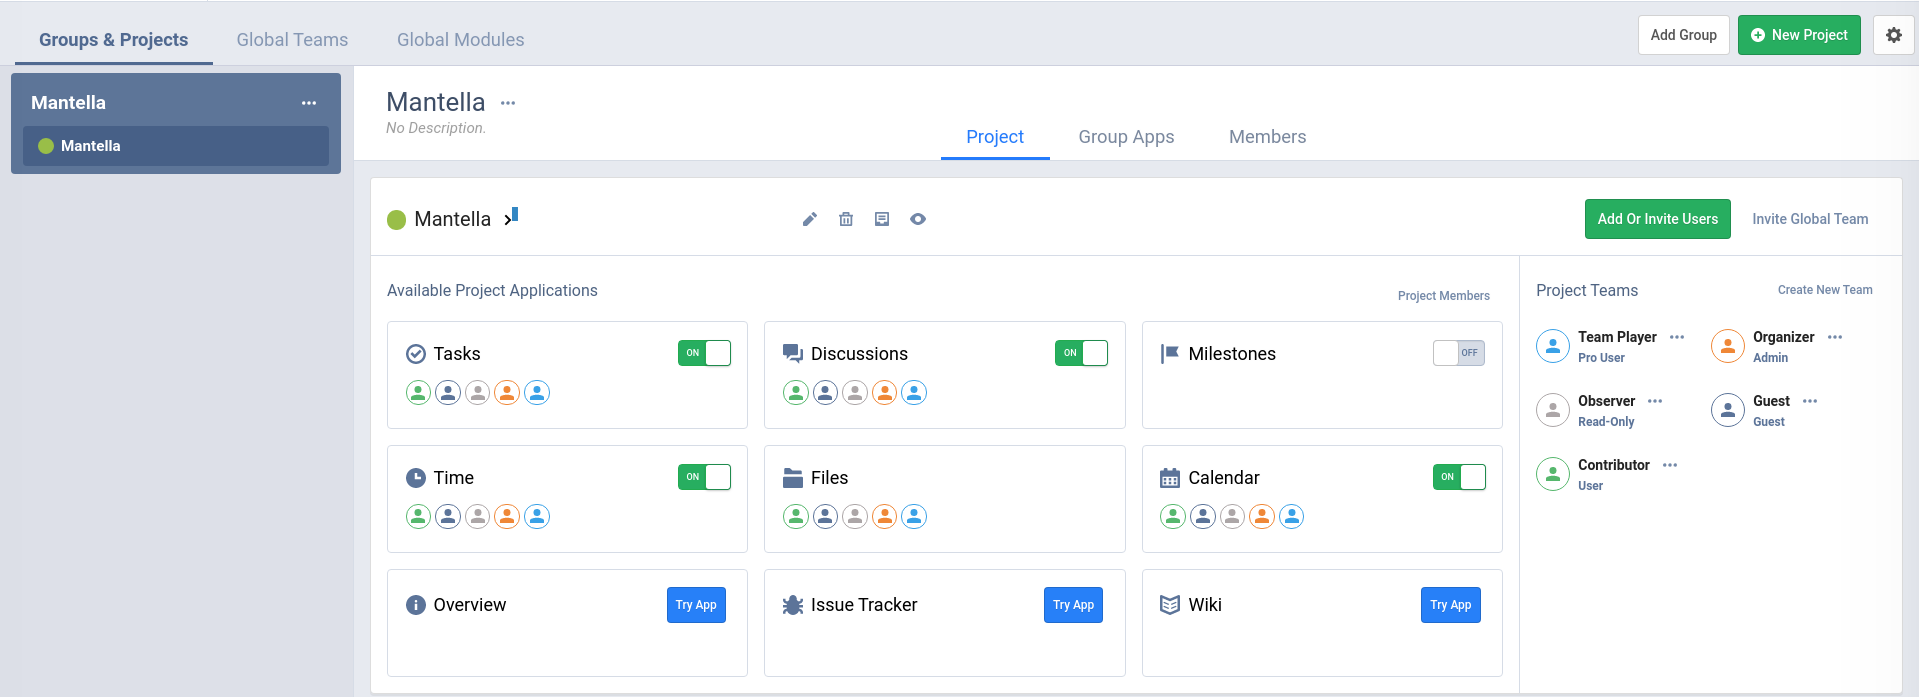 Groups & Projects
Global Teams
Global Modules
Add Group
New Project
Mantella
Mantella
Mantella
No Description.
Project
Group Apps
Members
Mantella
Add Or Invite Users
Invite Global Team
Available Project Applications
Project Members
Tasks
ON
Discussions
ON
Milestones
OFF
Time
ON
Files
Calendar
ON
Overview
Try App
Issue Tracker
Try App
Wiki
Try App
Project Teams
Create New Team
Team Player
Pro User
Organizer
Admin
Observer
Read-Only
Guest
Guest
Contributor
User